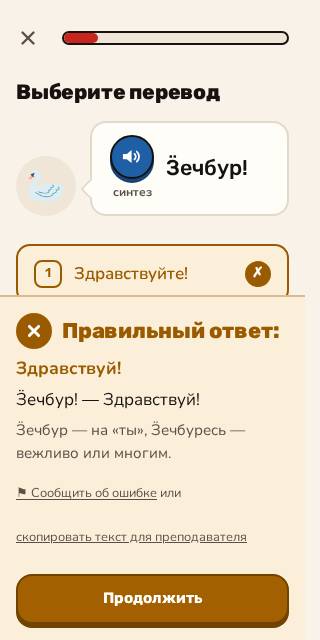 Выберите перевод
Ӟечбур!
синтез
1 Здравствуйте!
Правильный ответ:
Здравствуй!
Ӟечбур! — Здравствуй!
Ӟечбур — на «ты», Ӟечбуресь —
вежливо или многим.
⚑ Сообщить об ошибке или
скопировать текст для преподавателя
Продолжить